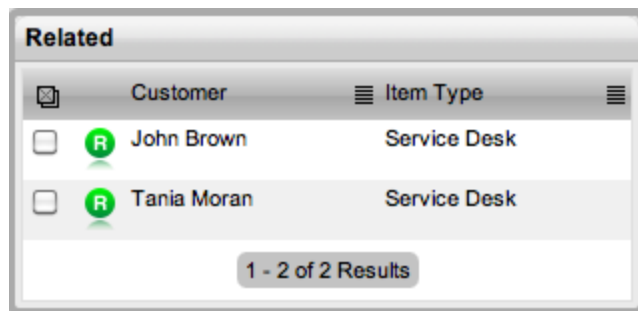 Related
Customer Item Type
R John Brown Service Desk
R Tania Moran Service Desk
1 - 2 of 2 Results